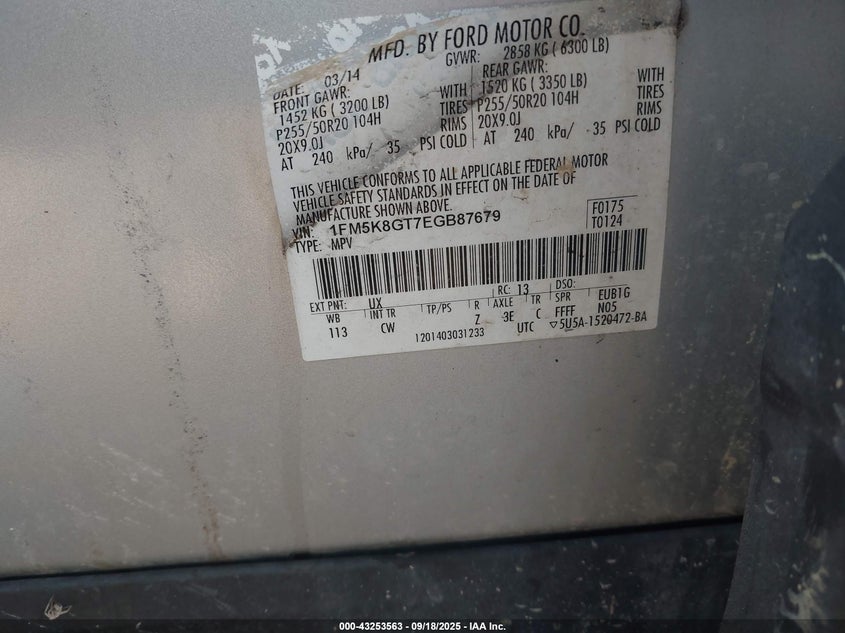 MFD. BY FORD MOTOR CO.
DATE: 03/14 GVWR: 2858 KG ( 6300 LB)
FRONT GAWR: REAR GAWR:
1452 KG ( 3200 LB) WITH 1520 KG ( 3350 LB) WITH
P255/50R20 104H TIRES P255/50R20 104H TIRES
20X9.0J RIMS 20X9.0J RIMS
AT 240 kPa/ 35 PSI COLD AT 240 kPa/ 35 PSI COLD
THIS VEHICLE CONFORMS TO ALL APPLICABLE FEDERAL MOTOR
VEHICLE SAFETY STANDARDS IN EFFECT ON THE DATE OF
MANUFACTURE SHOWN ABOVE.
VIN: 1FM5K8GT7EGB87679 F0175
TYPE: MPV T0124
EXT PNT: UX RC: 13 DSO:
WB INT TR TP/PS R AXLE TR SPR EUB1G
113 CW Z 3E C FFFF N05
1201403031233 UTC ▽5U5A-1520472-BA
000-43253563 - 09/18/2025 - IAA Inc.